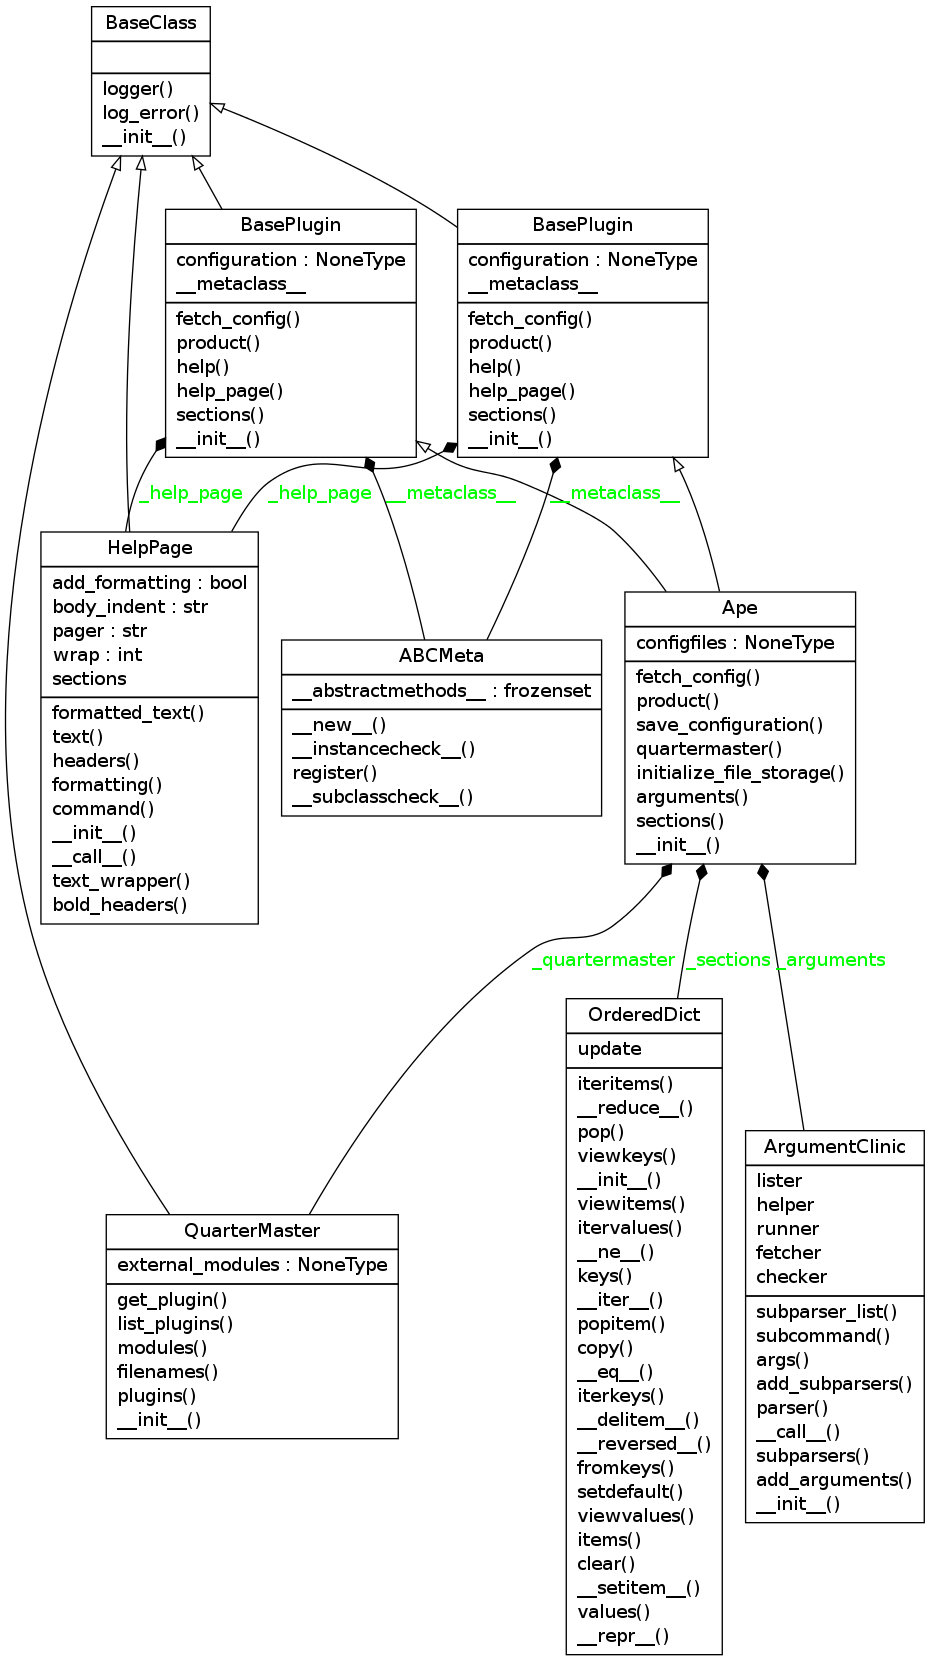 BaseClass
logger()
log_error()
__init__()
BasePlugin
configuration : NoneType
__metaclass__
fetch_config()
product()
help()
help_page()
sections()
__init__()
BasePlugin
configuration : NoneType
__metaclass__
fetch_config()
product()
help()
help_page()
sections()
__init__()
_help_page
_help_page
__metaclass__
__metaclass__
HelpPage
add_formatting : bool
body_indent : str
pager : str
wrap : int
sections
formatted_text()
text()
headers()
formatting()
command()
__init__()
__call__()
text_wrapper()
bold_headers()
ABCMeta
__abstractmethods__ : frozenset
__new__()
__instancecheck__()
register()
__subclasscheck__()
Ape
configfiles : NoneType
fetch_config()
product()
save_configuration()
quartermaster()
initialize_file_storage()
arguments()
sections()
__init__()
_quartermaster
_sections
_arguments
QuarterMaster
external_modules : NoneType
get_plugin()
list_plugins()
modules()
filenames()
plugins()
__init__()
OrderedDict
update
iteritems()
__reduce__()
pop()
viewkeys()
__init__()
viewitems()
itervalues()
__ne__()
keys()
__iter__()
popitem()
copy()
__eq__()
iterkeys()
__delitem__()
__reversed__()
fromkeys()
setdefault()
viewvalues()
items()
clear()
__setitem__()
values()
__repr__()
ArgumentClinic
lister
helper
runner
fetcher
checker
subparser_list()
subcommand()
args()
add_subparsers()
parser()
__call__()
subparsers()
add_arguments()
__init__()